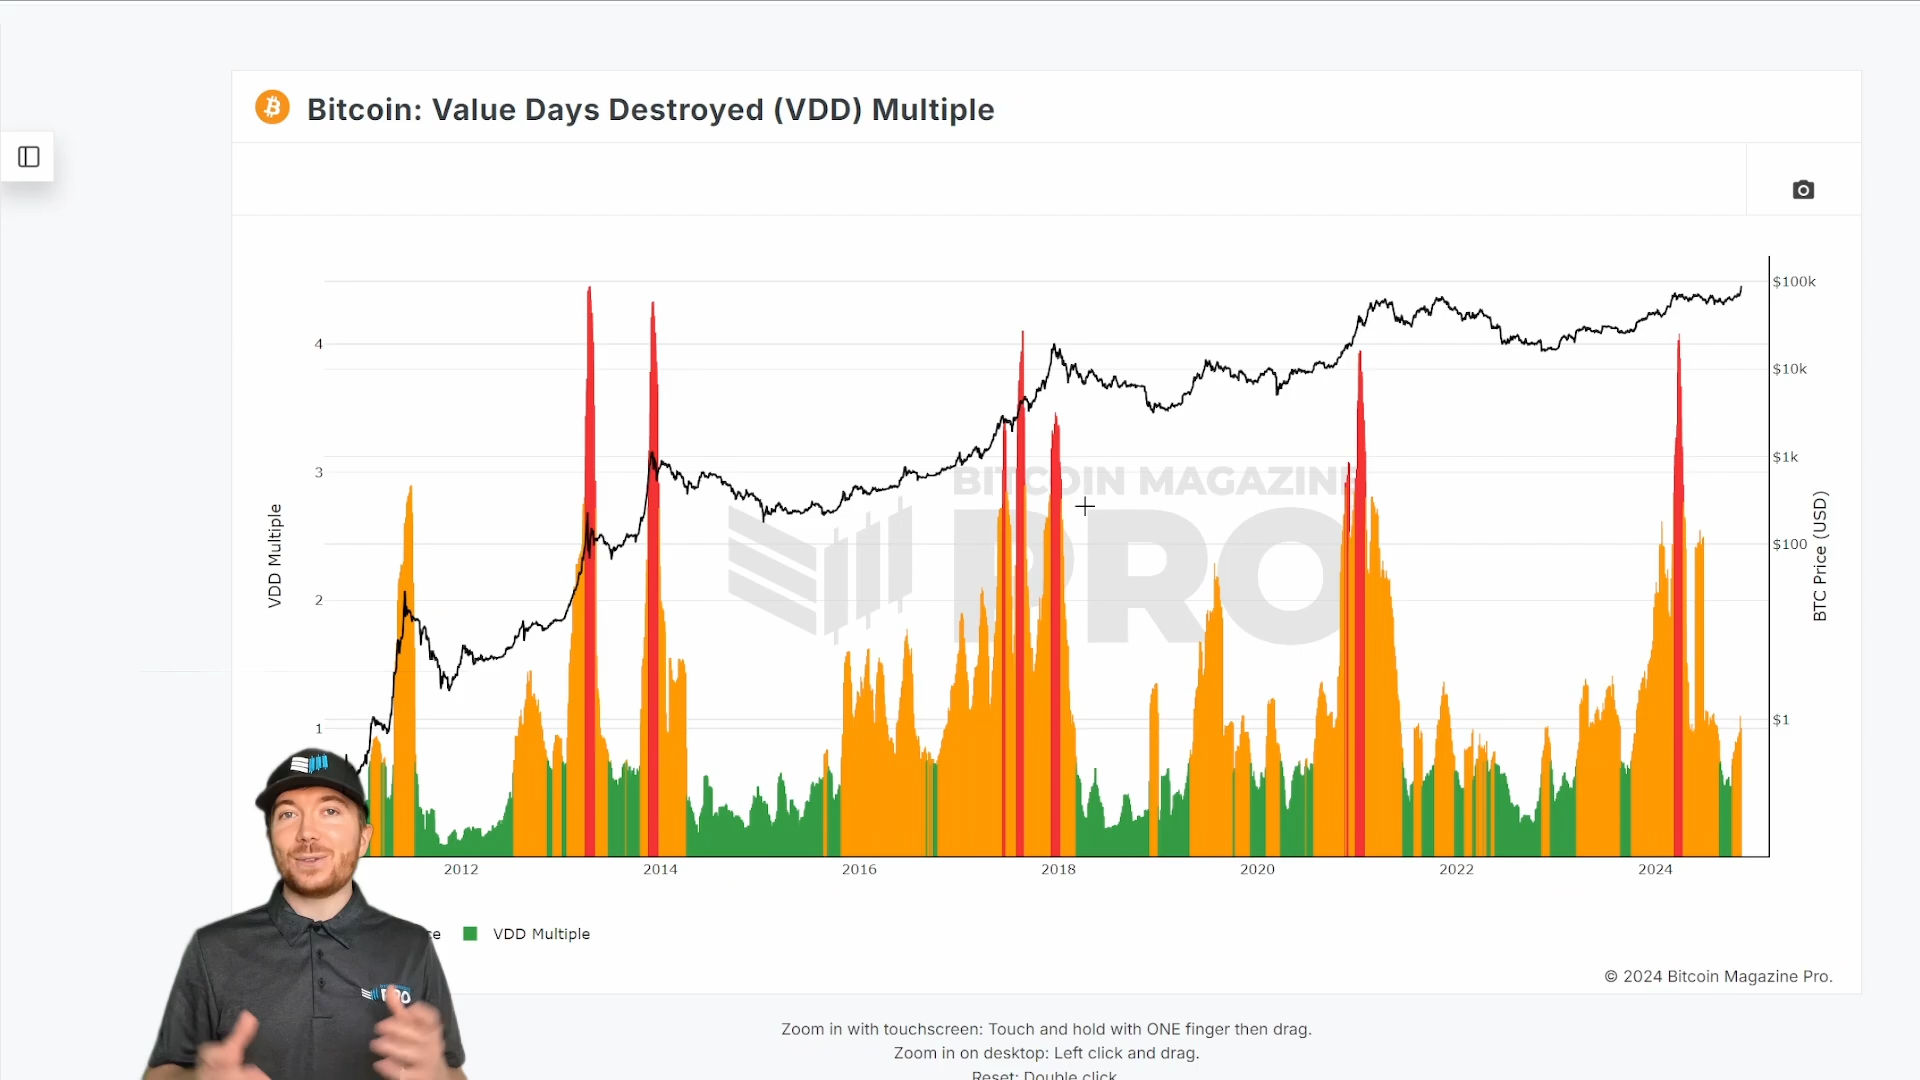 Bitcoin: Value Days Destroyed (VDD) Multiple
$100k
4
$10k
3
$1k
BITCOIN MAGAZINE
PRO
VDD Multiple
$100
BTC Price (USD)
2
1
$1
2012
2014
2016
2018
2020
2022
2024
VDD Multiple
PRO
© 2024 Bitcoin Magazine Pro.
Zoom in with touchscreen: Touch and hold with ONE finger then drag.
Zoom in on desktop: Left click and drag.
Reset: Double click